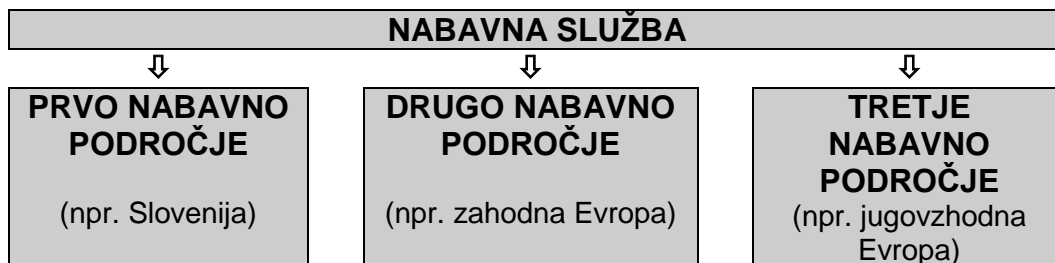 NABAVNA SLUŽBA
PRVO NABAVNO
PODROČJE
(npr. Slovenija)
DRUGO NABAVNO
PODROČJE
(npr. zahodna Evropa)
TRETJE
NABAVNO
PODROČJE
(npr. jugovzhodna
Evropa)